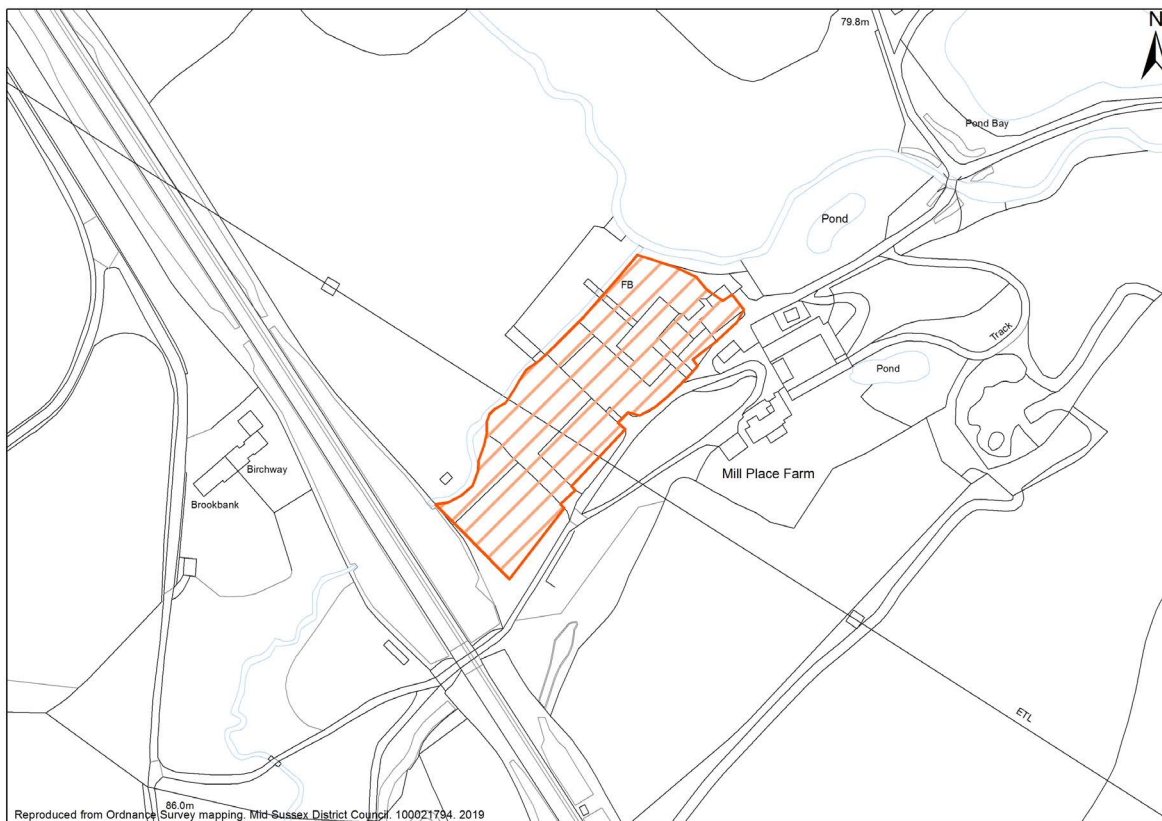 79.8m
N
Pond Bay
Pond
FB
Track
Pond
Mill Place Farm
Birchway
Brookbank
ETL
86.0m
Reproduced from Ordnance Survey mapping. Mid Sussex District Council. 100021794. 2019